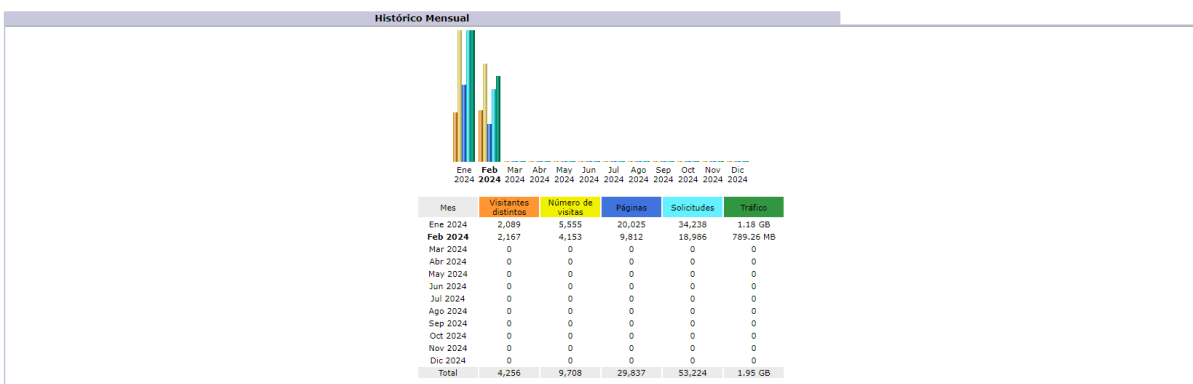 Histórico Mensual
Ene Feb Mar Abr May Jun Jul Ago Sep Oct Nov Dic
2024 2024 2024 2024 2024 2024 2024 2024 2024 2024 2024 2024
Mes Visitantes distintos Número de visitas Páginas Solicitudes Tráfico
Ene 2024 2,089 5,555 20,025 34,238 1.18 GB
Feb 2024 2,167 4,153 9,812 18,986 789.26 MB
Mar 2024 0 0 0 0 0
Abr 2024 0 0 0 0 0
May 2024 0 0 0 0 0
Jun 2024 0 0 0 0 0
Jul 2024 0 0 0 0 0
Ago 2024 0 0 0 0 0
Sep 2024 0 0 0 0 0
Oct 2024 0 0 0 0 0
Nov 2024 0 0 0 0 0
Dic 2024 0 0 0 0 0
Total 4,256 9,708 29,837 53,224 1.95 GB